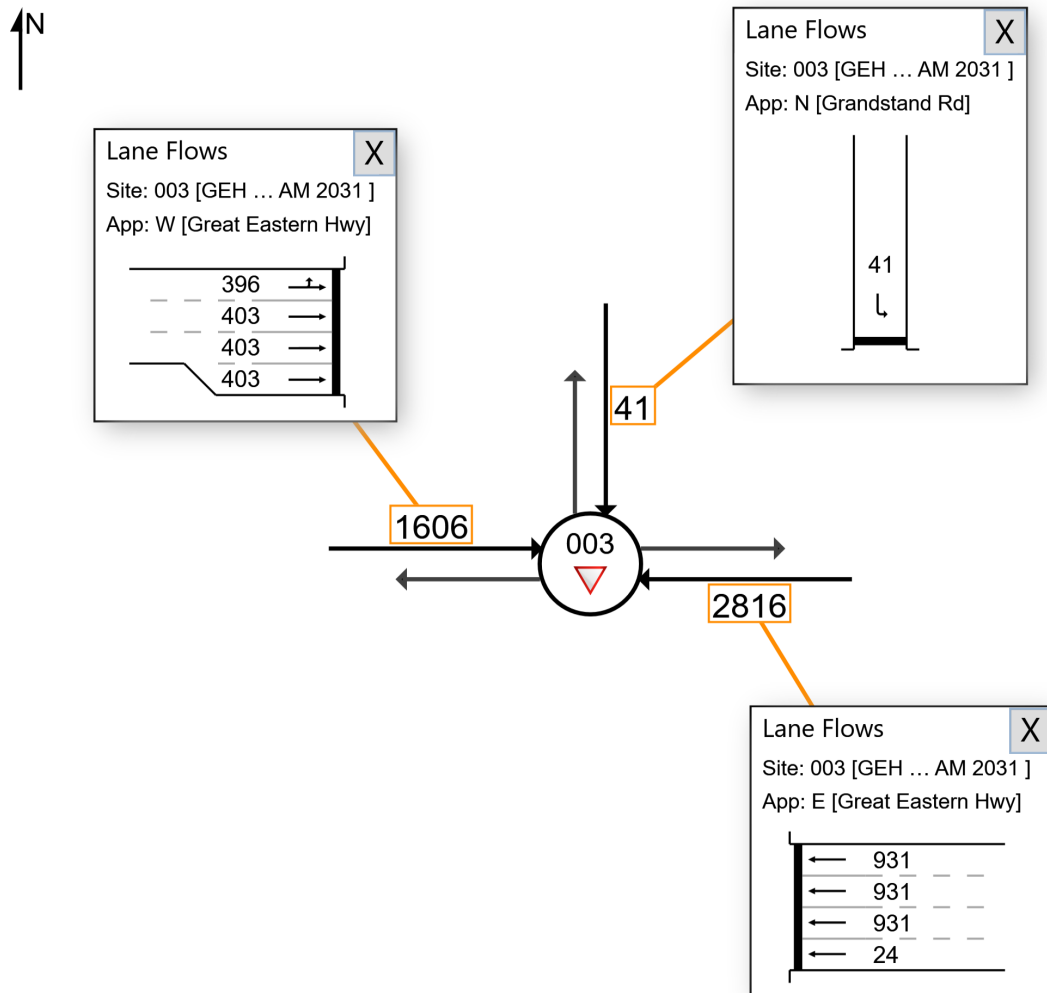 N
Lane Flows X
Site: 003 [GEH ... AM 2031 ]
App: N [Grandstand Rd]
41
Lane Flows X
Site: 003 [GEH ... AM 2031 ]
App: W [Great Eastern Hwy]
396
403
403
403
41
1606
003
2816
Lane Flows X
Site: 003 [GEH ... AM 2031 ]
App: E [Great Eastern Hwy]
931
931
931
24